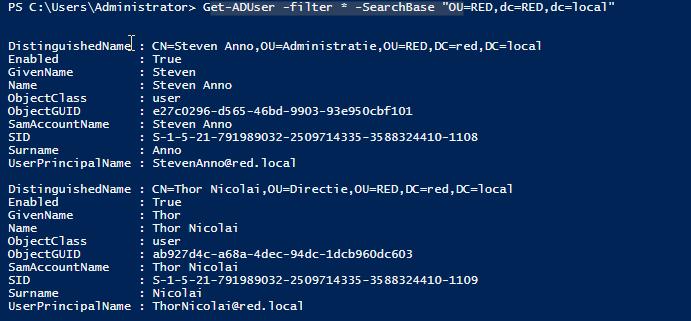 PS C:\Users\Administrator> Get-ADUser -filter * -SearchBase "OU=RED,dc=RED,dc=local"
DistinguishedName : CN=Steven Anno,OU=Administratie,OU=RED,DC=red,DC=local
Enabled : True
GivenName : Steven
Name : Steven Anno
ObjectClass : user
ObjectGUID : e27c0296-d565-46bd-9903-93e950cbf101
SamAccountName : Steven Anno
SID : S-1-5-21-791989032-2509714335-3588324410-1108
Surname : Anno
UserPrincipalName : StevenAnno@red.local
DistinguishedName : CN=Thor Nicolai,OU=Directie,OU=RED,DC=red,DC=local
Enabled : True
GivenName : Thor
Name : Thor Nicolai
ObjectClass : user
ObjectGUID : ab927d4c-a68a-4dec-94dc-1dcb960dc603
SamAccountName : Thor Nicolai
SID : S-1-5-21-791989032-2509714335-3588324410-1109
Surname : Nicolai
UserPrincipalName : ThorNicolai@red.local